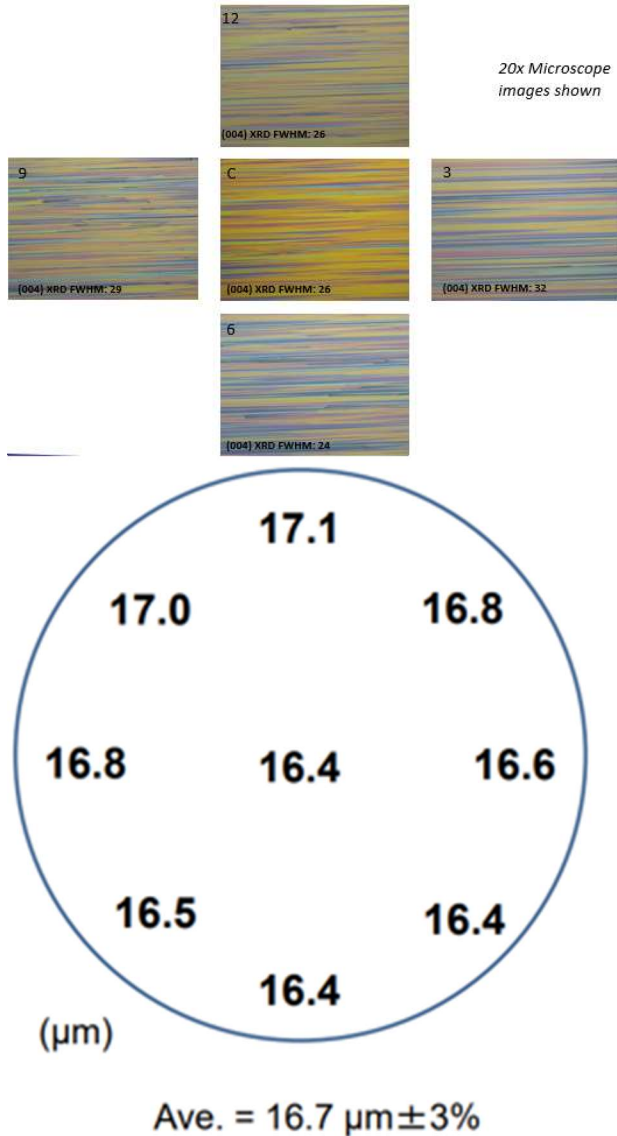 12
20x Microscope
images shown
(004) XRD FWHM: 26
9
C
3
(004) XRD FWHM: 29
(004) XRD FWHM: 26
(004) XRD FWHM: 32
6
(004) XRD FWHM: 24
17.1
17.0
16.8
16.8
16.4
16.6
16.5
16.4
16.4
(μm)
Ave. = 16.7 μm±3%